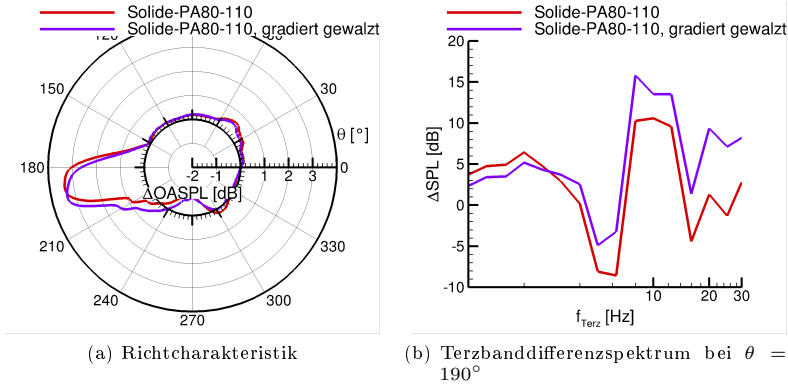 Solide-PA80-110
Solide-PA80-110, gradiert gewalzt
150
30
θ [°]
180
-2
-1
0
1
2
3
0
ΔOASPL [dB]
210
330
240
300
270
(a) Richtcharakteristik
Solide-PA80-110
Solide-PA80-110, gradiert gewalzt
20
15
10
5
0
-5
-10
ΔSPL [dB]
10
20
30
f_Terz [Hz]
(b) Terzbanddifferenzspektrum bei θ =
190°